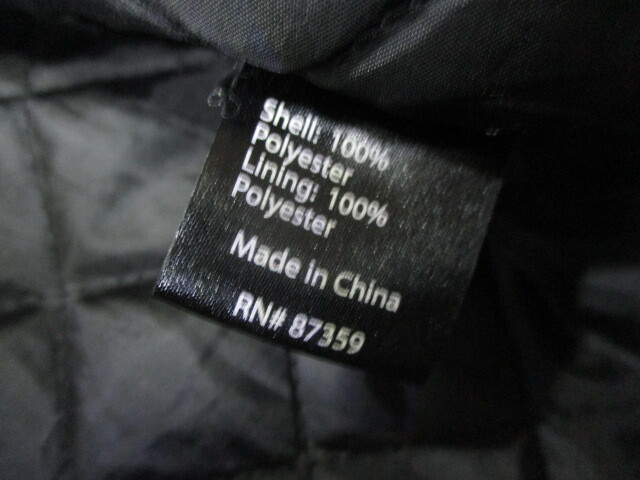 Shell: 100%
Polyester
Lining: 100%
Polyester
Made in China
RN# 87359